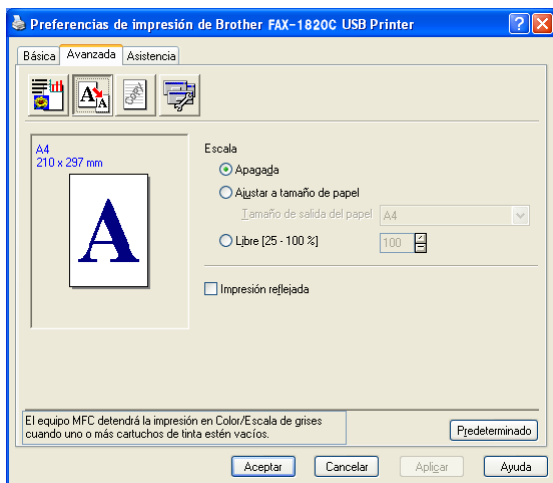 Preferencias de impresión de Brother FAX-1820C USB Printer
Básica Avanzada Asistencia
A4
210 x 297 mm
A
Escala
Apagada
Ajustar a tamaño de papel
Tamaño de salida del papel A4
Libre [25 - 100 %] 100
Impresión reflejada
El equipo MFC detendrá la impresión en Color/Escala de grises
cuando uno o más cartuchos de tinta estén vacíos.
Predeterminado
Aceptar Cancelar Aplicar Ayuda